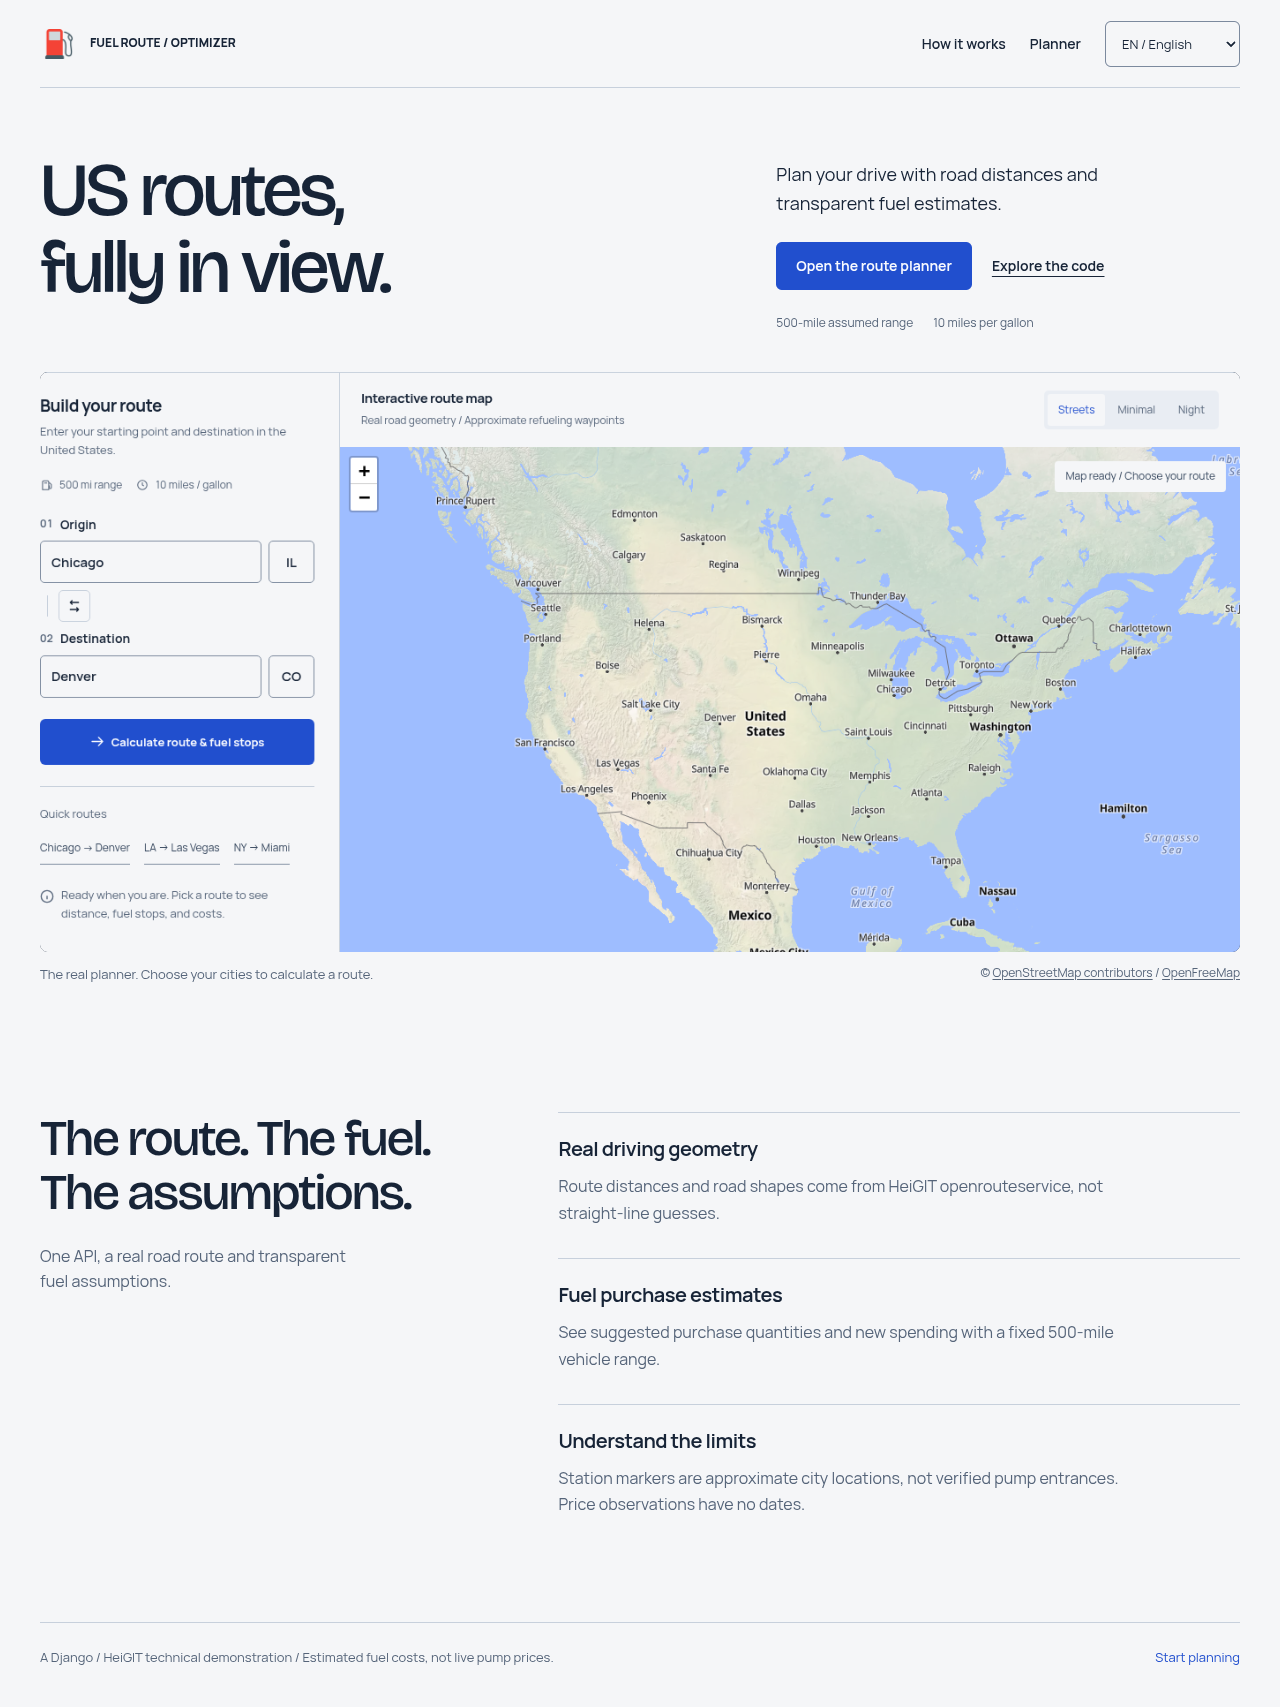 FUEL ROUTE / OPTIMIZER
How it works
Planner
EN / English
US routes,
fully in view.
Plan your drive with road distances and
transparent fuel estimates.
Open the route planner
Explore the code
500-mile assumed range
10 miles per gallon
Build your route
Enter your starting point and destination in the
United States.
500 mi range
10 miles / gallon
01 Origin
Chicago
IL
02 Destination
Denver
CO
Calculate route & fuel stops
Quick routes
Chicago → Denver
LA → Las Vegas
NY → Miami
Ready when you are. Pick a route to see
distance, fuel stops, and costs.
Interactive route map
Real road geometry / Approximate refueling waypoints
Streets
Minimal
Night
+
−
Map ready / Choose your route
Prince Rupert
Edmonton
Saskatoon
Calgary
Regina
Winnipeg
Vancouver
Thunder Bay
Seattle
Quebec
St. J
Helena
Bismarck
Charlottetown
Portland
Ottawa
Minneapolis
Halifax
Pierre
Boise
Toronto
Milwaukee
Detroit
Boston
Chicago
Omaha
Salt Lake City
Pittsburgh
New York
Denver
United
States
Cincinnati
Washington
Saint Louis
San Francisco
Las Vegas
Santa Fe
Oklahoma City
Memphis
Raleigh
Los Angeles
Phoenix
Atlanta
Dallas
Jackson
Hamilton
Houston
New Orleans
Sargasso
Sea
Chihuahua City
Tampa
Monterrey
Gulf of
Mexico
Nassau
Mexico
Cuba
Mérida
Mexico City
The real planner. Choose your cities to calculate a route.
© OpenStreetMap contributors / OpenFreeMap
The route. The fuel.
The assumptions.
One API, a real road route and transparent
fuel assumptions.
Real driving geometry
Route distances and road shapes come from HeiGIT openrouteservice, not
straight-line guesses.
Fuel purchase estimates
See suggested purchase quantities and new spending with a fixed 500-mile
vehicle range.
Understand the limits
Station markers are approximate city locations, not verified pump entrances.
Price observations have no dates.
A Django / HeiGIT technical demonstration / Estimated fuel costs, not live pump prices.
Start planning